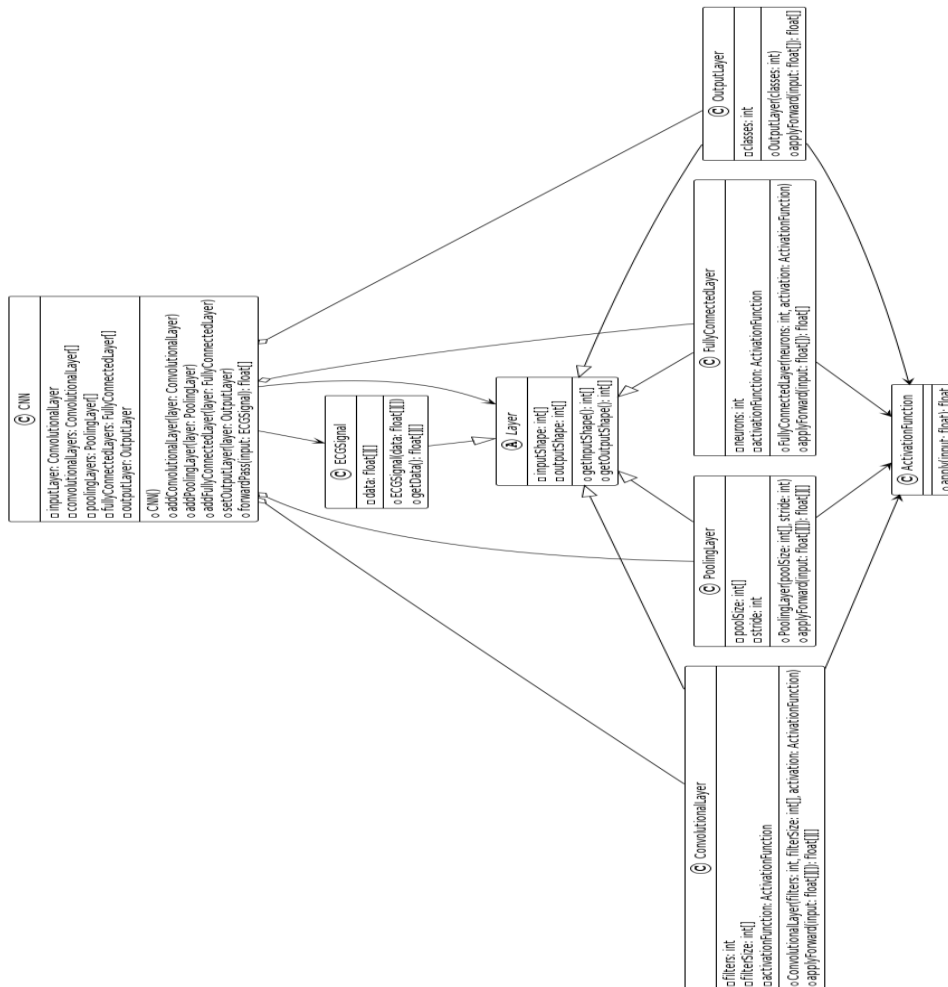 C CNN
inputLayer: ConvolutionalLayer
convolutionalLayers: ConvolutionalLayer[]
poolingLayers: PoolingLayer[]
fullyConnectedLayers: FullyConnectedLayer[]
outputLayer: OutputLayer
CNN()
addConvolutionalLayer(layer: ConvolutionalLayer)
addPoolingLayer(layer: PoolingLayer)
addFullyConnectedLayer(layer: FullyConnectedLayer)
setOutputLayer(layer: OutputLayer)
forwardPass(input: ECGSignal): float[]
C ECGSignal
data: float[][]
ECGSignal(data: float[][])
getData(): float[][]
A Layer
inputShape: int[]
outputShape: int[]
getInputShape(): int[]
getOutputShape(): int[]
C OutputLayer
classes: int
OutputLayer(classes: int)
applyForward(input: float[]): float[]
C FullyConnectedLayer
neurons: int
activationFunction: ActivationFunction
FullyConnectedLayer(neurons: int, activation: ActivationFunction)
applyForward(input: float[]): float[]
C PoolingLayer
poolSize: int[]
stride: int
PoolingLayer(poolSize: int[], stride: int)
applyForward(input: float[][]): float[][]
C ConvolutionalLayer
filters: int
filterSize: int[]
activationFunction: ActivationFunction
ConvolutionalLayer(filters: int, filterSize: int[], activation: ActivationFunction)
applyForward(input: float[][]): float[][]
C ActivationFunction
apply(input: float): float